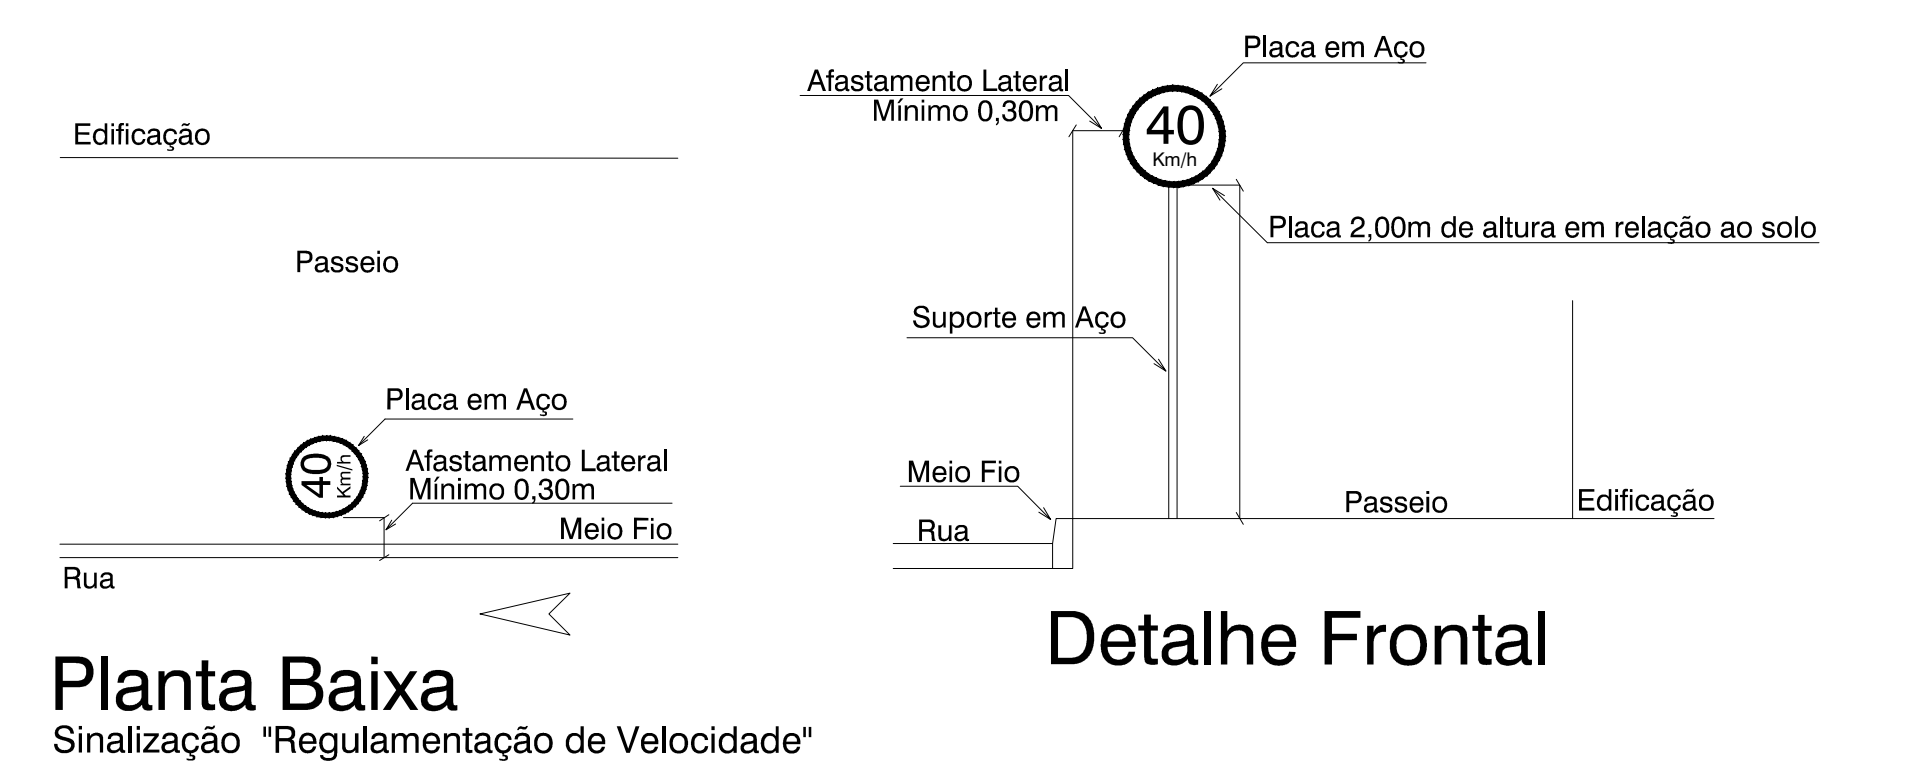 Edificação
Passeio
Placa em Aço
40
Km/h
Afastamento Lateral
Mínimo 0,30m
Meio Fio
Rua
Planta Baixa
Sinalização "Regulamentação de Velocidade"
Placa em Aço
Afastamento Lateral
Mínimo 0,30m
40
Km/h
Placa 2,00m de altura em relação ao solo
Suporte em Aço
Meio Fio
Rua
Passeio
Edificação
Detalhe Frontal